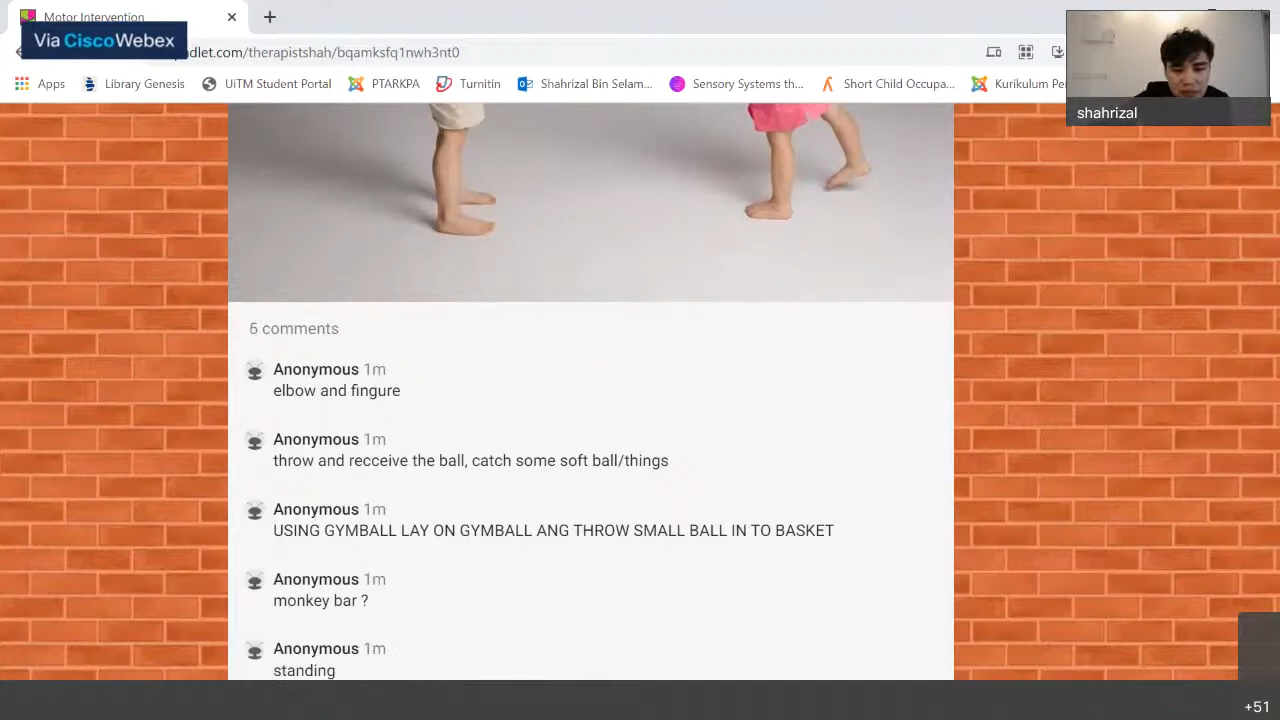 Motor Intervention
Via CiscoWebex
dlet.com/therapistshah/bqamksfq1nwh3nt0
Apps
Library Genesis
UiTM Student Portal
PTARKPA
Turnitin
Shahrizal Bin Selam...
Sensory Systems th...
Short Child Occupa...
Kurikulum
shahrizal
5 comments
Anonymous 1m
elbow and fingure
Anonymous 1m
throw and recceive the ball, catch some soft ball/things
Anonymous 1m
USING GYMBALL LAY ON GYMBALL ANG THROW SMALL BALL IN TO BASKET
Anonymous 1m
monkey bar ?
Anonymous 1m
standing
+51